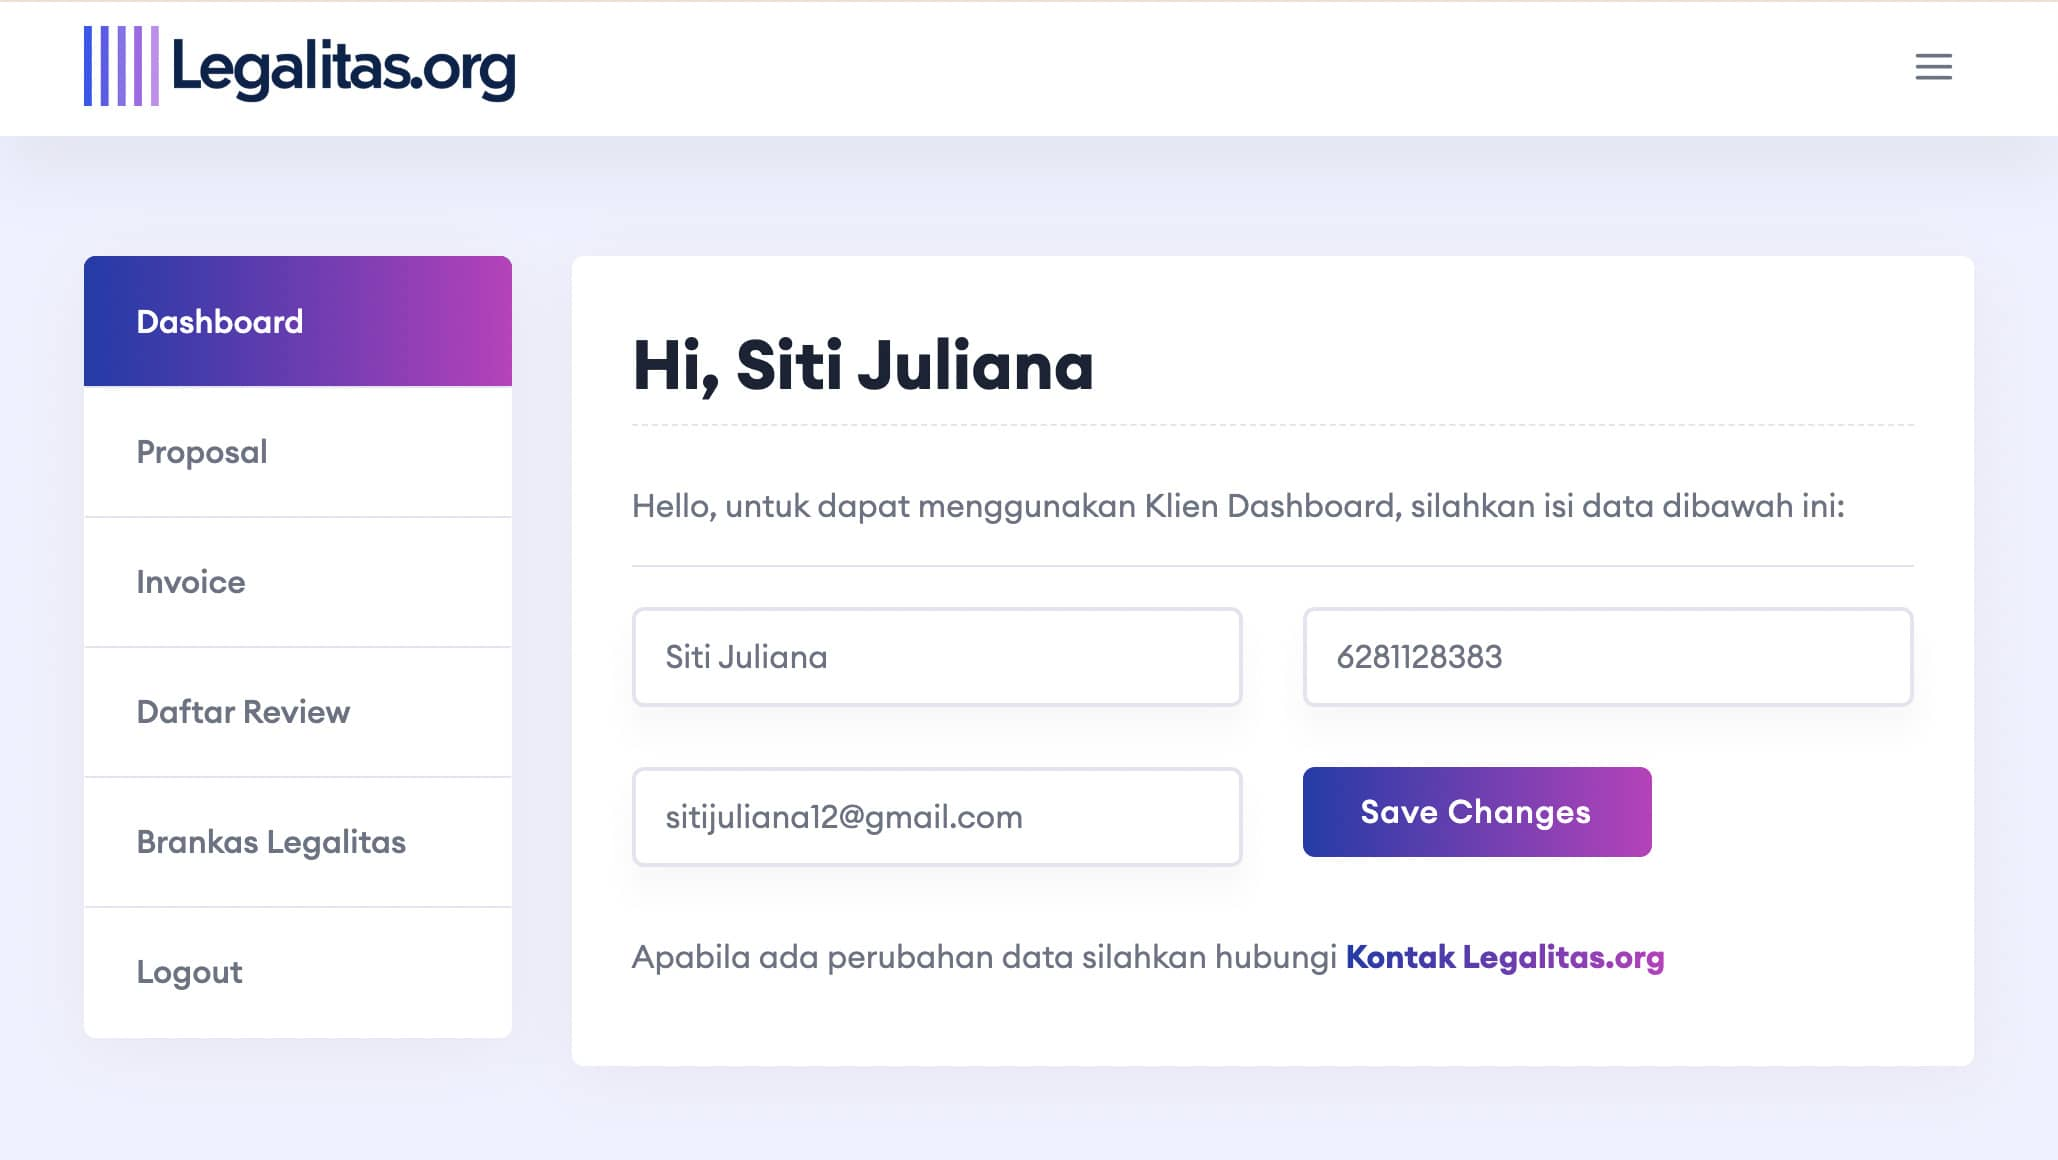 Legalitas.org
Dashboard
Proposal
Invoice
Daftar Review
Brankas Legalitas
Logout
Hi, Siti Juliana
Hello, untuk dapat menggunakan Klien Dashboard, silahkan isi data dibawah ini:
Siti Juliana
6281128383
sitijuliana12@gmail.com
Save Changes
Apabila ada perubahan data silahkan hubungi Kontak Legalitas.org